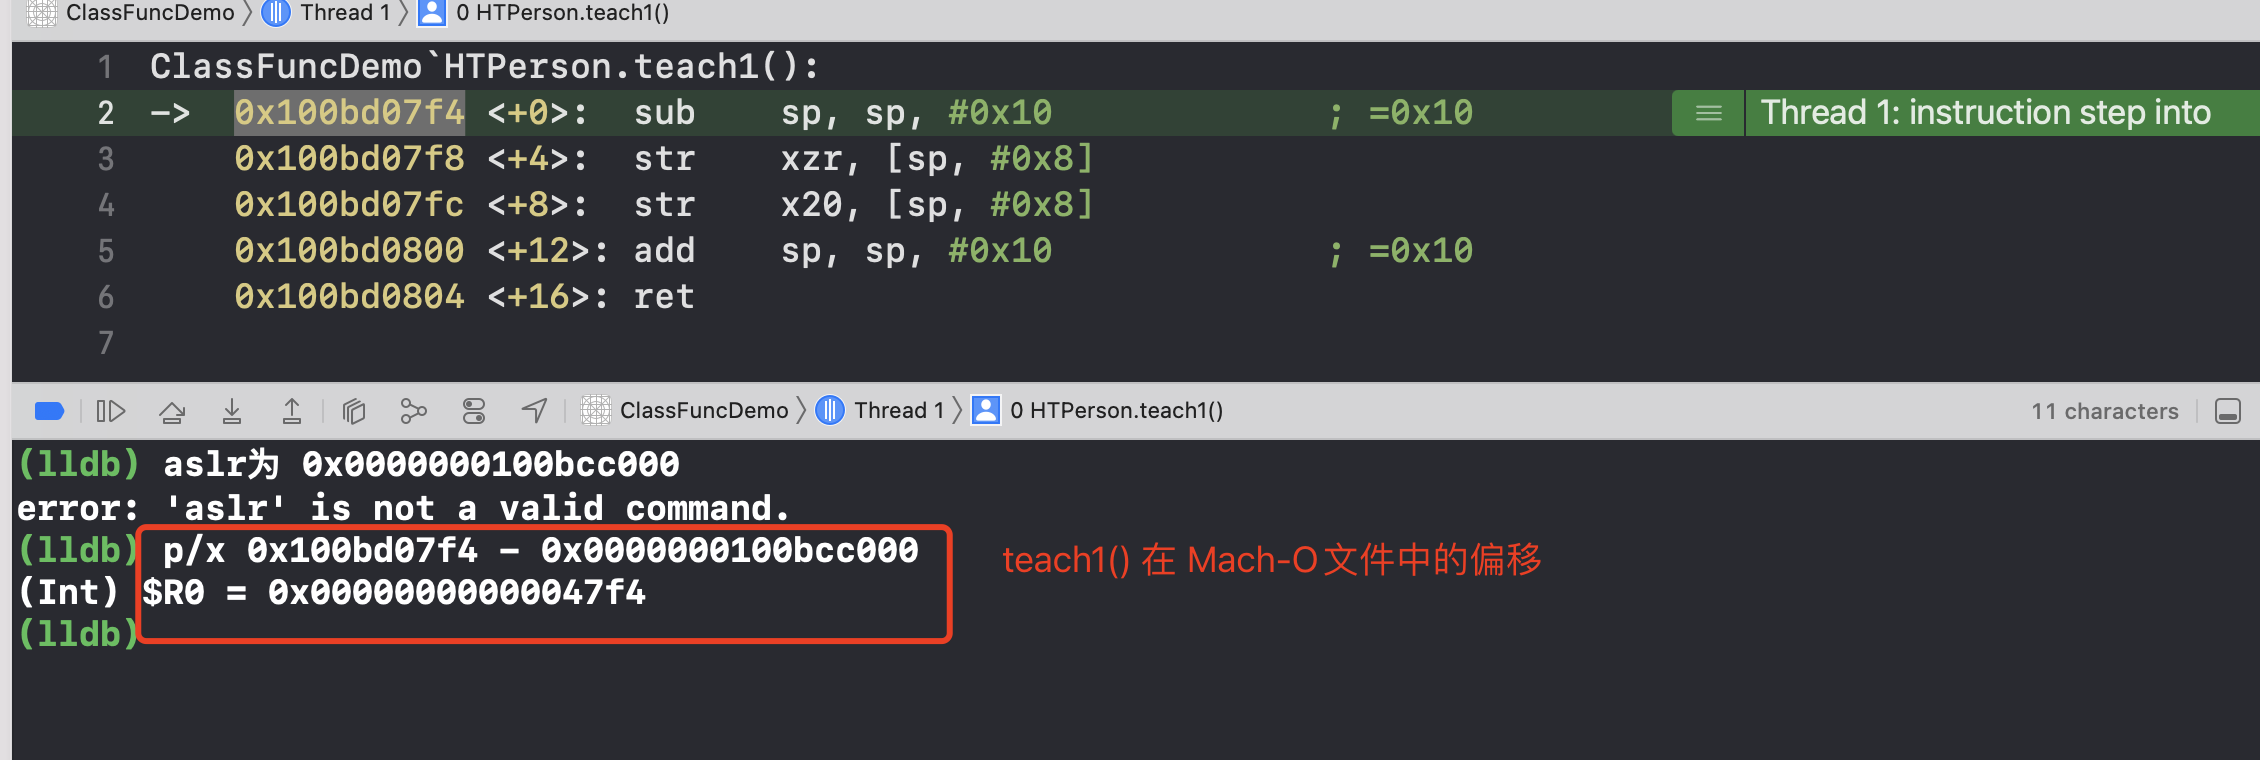 ClassFuncDemo 〉 Thread 1 〉 0 HTPerson.teach1()
1 ClassFuncDemo`HTPerson.teach1():
2 -> 0x100bd07f4 <+0>: sub sp, sp, #0x10 ; =0x10 Thread 1: instruction step into
3 0x100bd07f8 <+4>: str xzr, [sp, #0x8]
4 0x100bd07fc <+8>: str x20, [sp, #0x8]
5 0x100bd0800 <+12>: add sp, sp, #0x10 ; =0x10
6 0x100bd0804 <+16>: ret
7
ClassFuncDemo 〉 Thread 1 〉 0 HTPerson.teach1() 11 characters
(lldb) aslr为 0x0000000100bcc000
error: 'aslr' is not a valid command.
(lldb) p/x 0x100bd07f4 - 0x0000000100bcc000
teach1() 在 Mach-O文件中的偏移
(Int) $R0 = 0x00000000000047f4
(lldb)